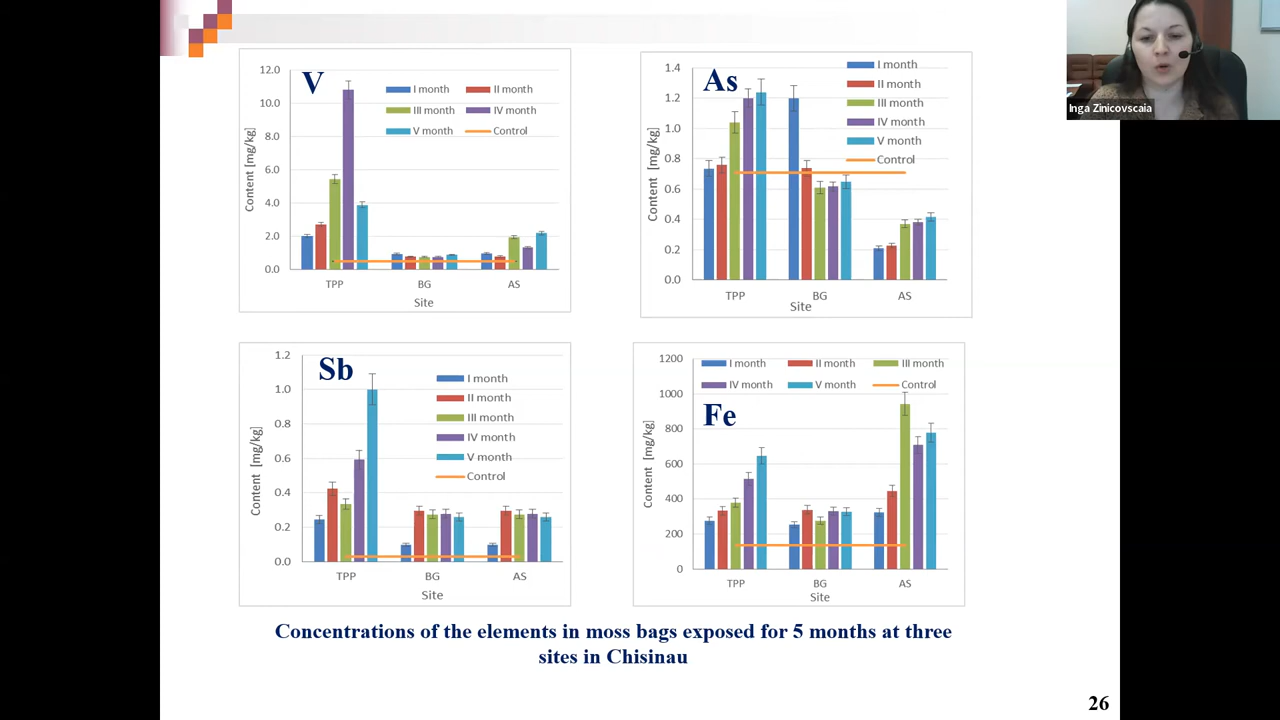 V
12.0
10.0
8.0
6.0
4.0
2.0
0.0
Content [mg/kg]
I month
II month
III month
IV month
V month
Control
TPP
BG
AS
Site
As
1.4
1.2
1.0
0.8
0.6
0.4
0.2
0.0
Content [mg/kg]
I month
II month
III month
IV month
V month
Control
TPP
BG
AS
Site
Inga Zinicovscaia
Sb
1.2
1.0
0.8
0.6
0.4
0.2
0.0
Content [mg/kg]
I month
II month
III month
IV month
V month
Control
TPP
BG
AS
Site
Fe
1200
1000
800
600
400
200
0
Content [mg/kg]
I month
II month
III month
IV month
V month
Control
TPP
BG
AS
Site
Concentrations of the elements in moss bags exposed for 5 months at three
sites in Chisinau
26